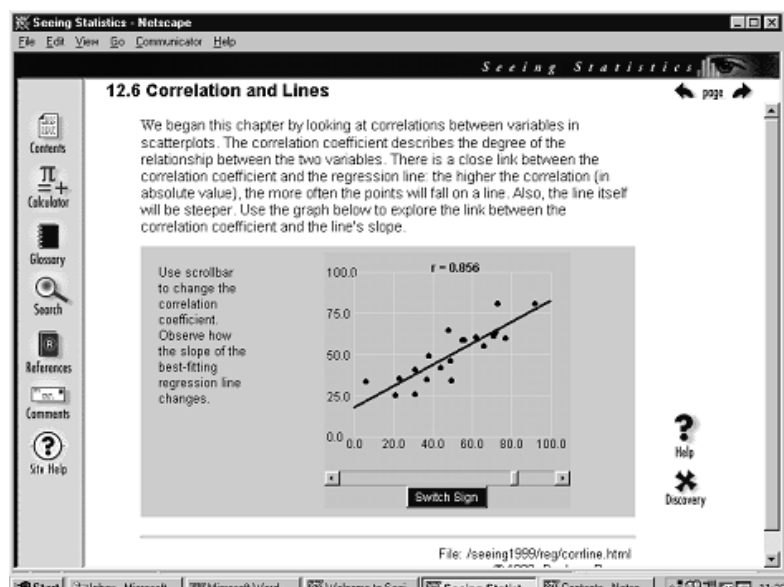 Seeing Statistics - Netscape
File Edit View Go Communicator Help
Seeing Statistics
12.6 Correlation and Lines
page
We began this chapter by looking at correlations between variables in
scatterplots. The correlation coefficient describes the degree of the
relationship between the two variables. There is a close link between the
correlation coefficient and the regression line: the higher the correlation (in
absolute value), the more often the points will fall on a line. Also, the line itself
will be steeper. Use the graph below to explore the link between the
correlation coefficient and the line's slope.
Contents
Calculator
Glossary
Search
References
Comments
Site Help
Use scrollbar
to change the
correlation
coefficient.
Observe how
the slope of the
best-fitting
regression line
changes.
r = 0.856
100.0
75.0
50.0
25.0
0.0
0.0 20.0 40.0 60.0 80.0 100.0
Switch Sign
Help
Discovery
File: /seeing1999/reg/corrline.html
Start